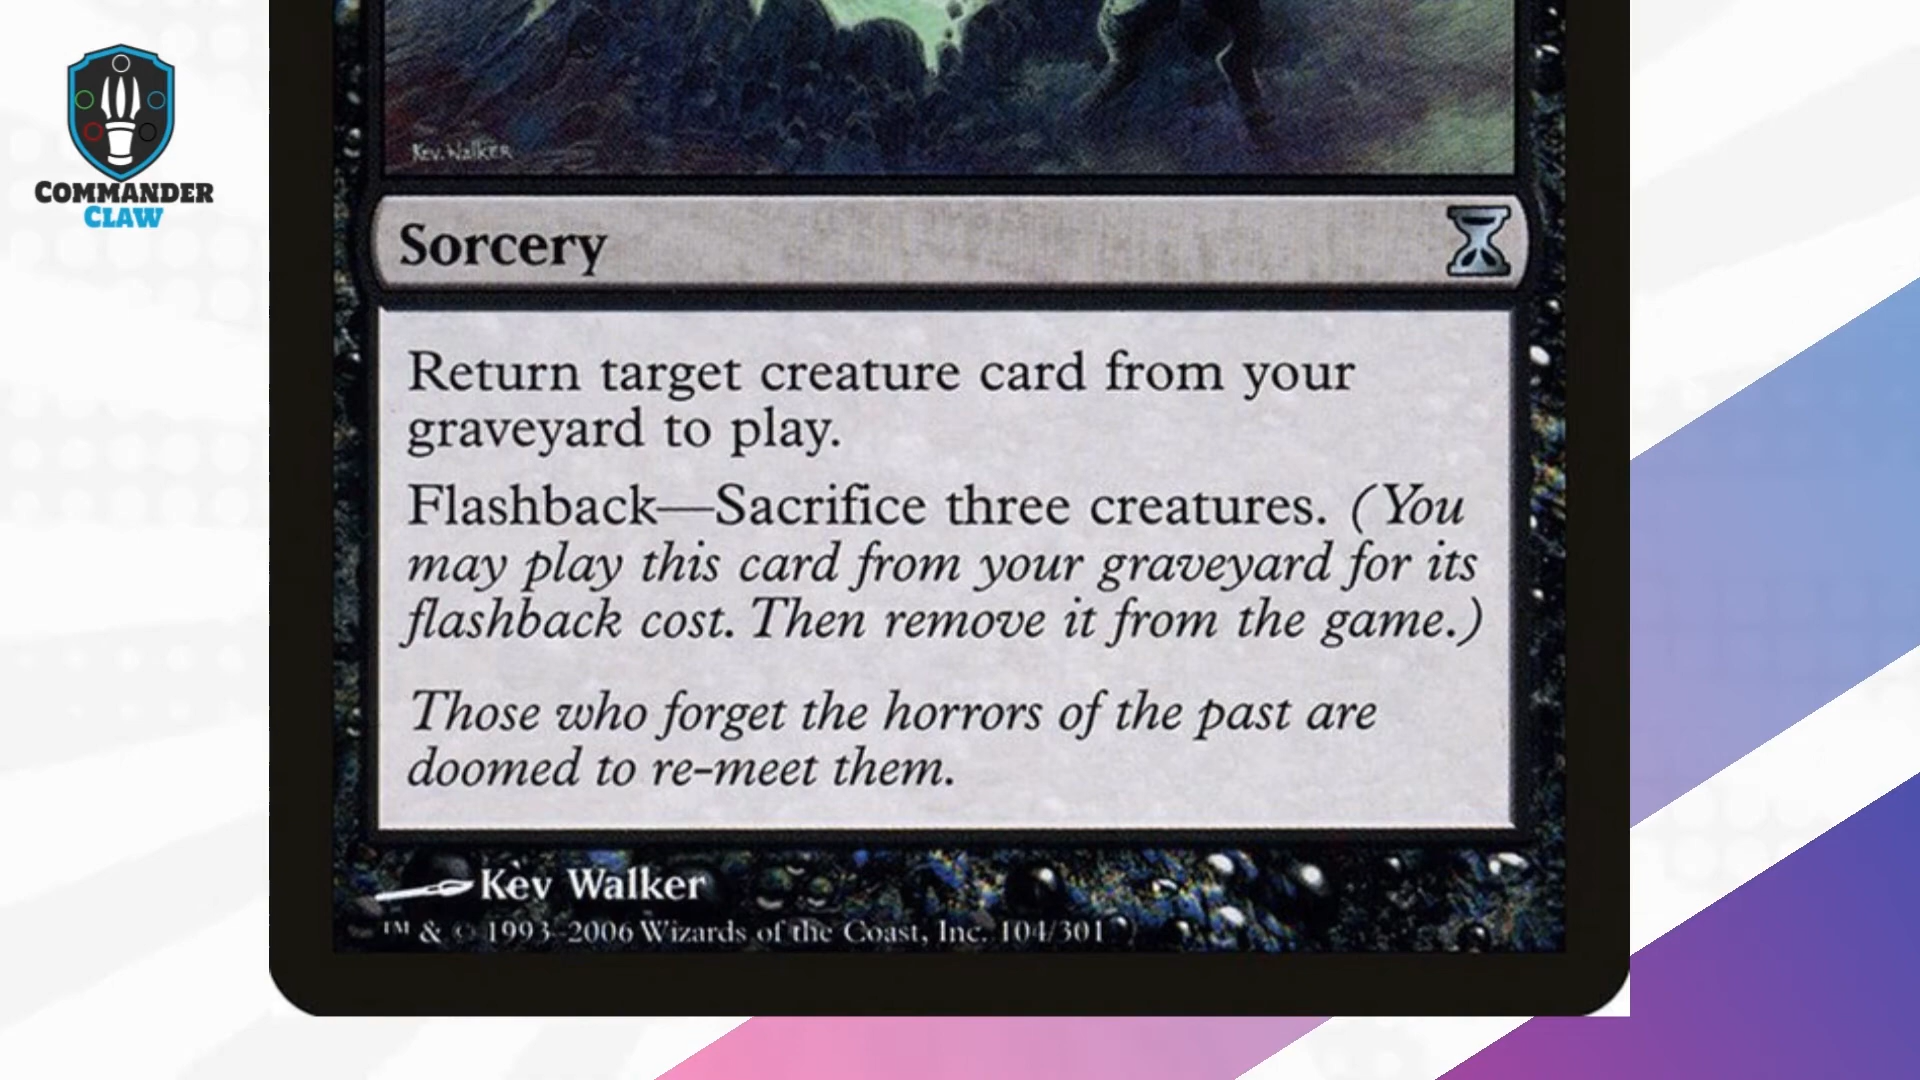 COMMANDER
CLAW
Kev. Walker
Sorcery
Return target creature card from your
graveyard to play.
Flashback—Sacrifice three creatures. (You
may play this card from your graveyard for its
flashback cost. Then remove it from the game.)
Those who forget the horrors of the past are
doomed to re-meet them.
Kev Walker
™ & © 1993–2006 Wizards of the Coast, Inc. 104/301